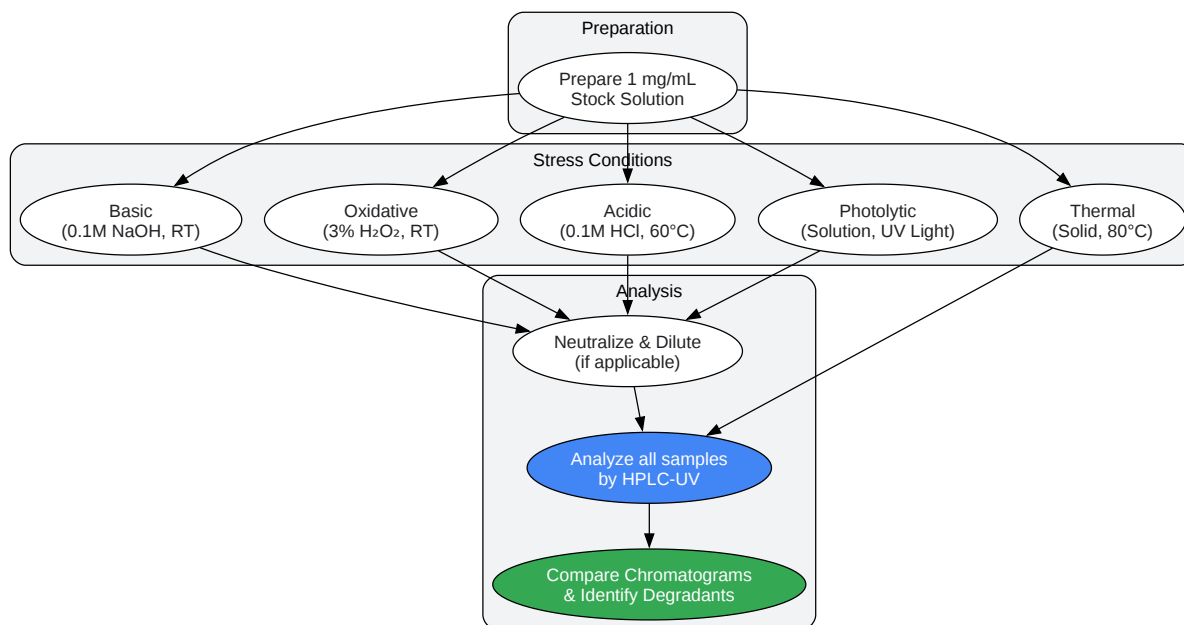 Preparation
Prepare 1 mg/mL
Stock Solution
Stress Conditions
Basic
(0.1M NaOH, RT)
Oxidative
(3% H₂O₂, RT)
Acidic
(0.1M HCl, 60°C)
Photolytic
(Solution, UV Light)
Thermal
(Solid, 80°C)
Analysis
Neutralize & Dilute
(if applicable)
Analyze all samples
by HPLC-UV
Compare Chromatograms
& Identify Degradants